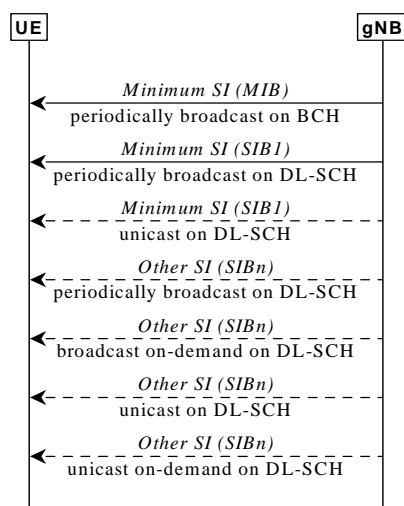 UE
gNB
Minimum SI (MIB)
periodically broadcast on BCH
Minimum SI (SIB1)
periodically broadcast on DL-SCH
Minimum SI (SIB1)
unicast on DL-SCH
Other SI (SIBn)
periodically broadcast on DL-SCH
Other SI (SIBn)
broadcast on-demand on DL-SCH
Other SI (SIBn)
unicast on DL-SCH
Other SI (SIBn)
unicast on-demand on DL-SCH